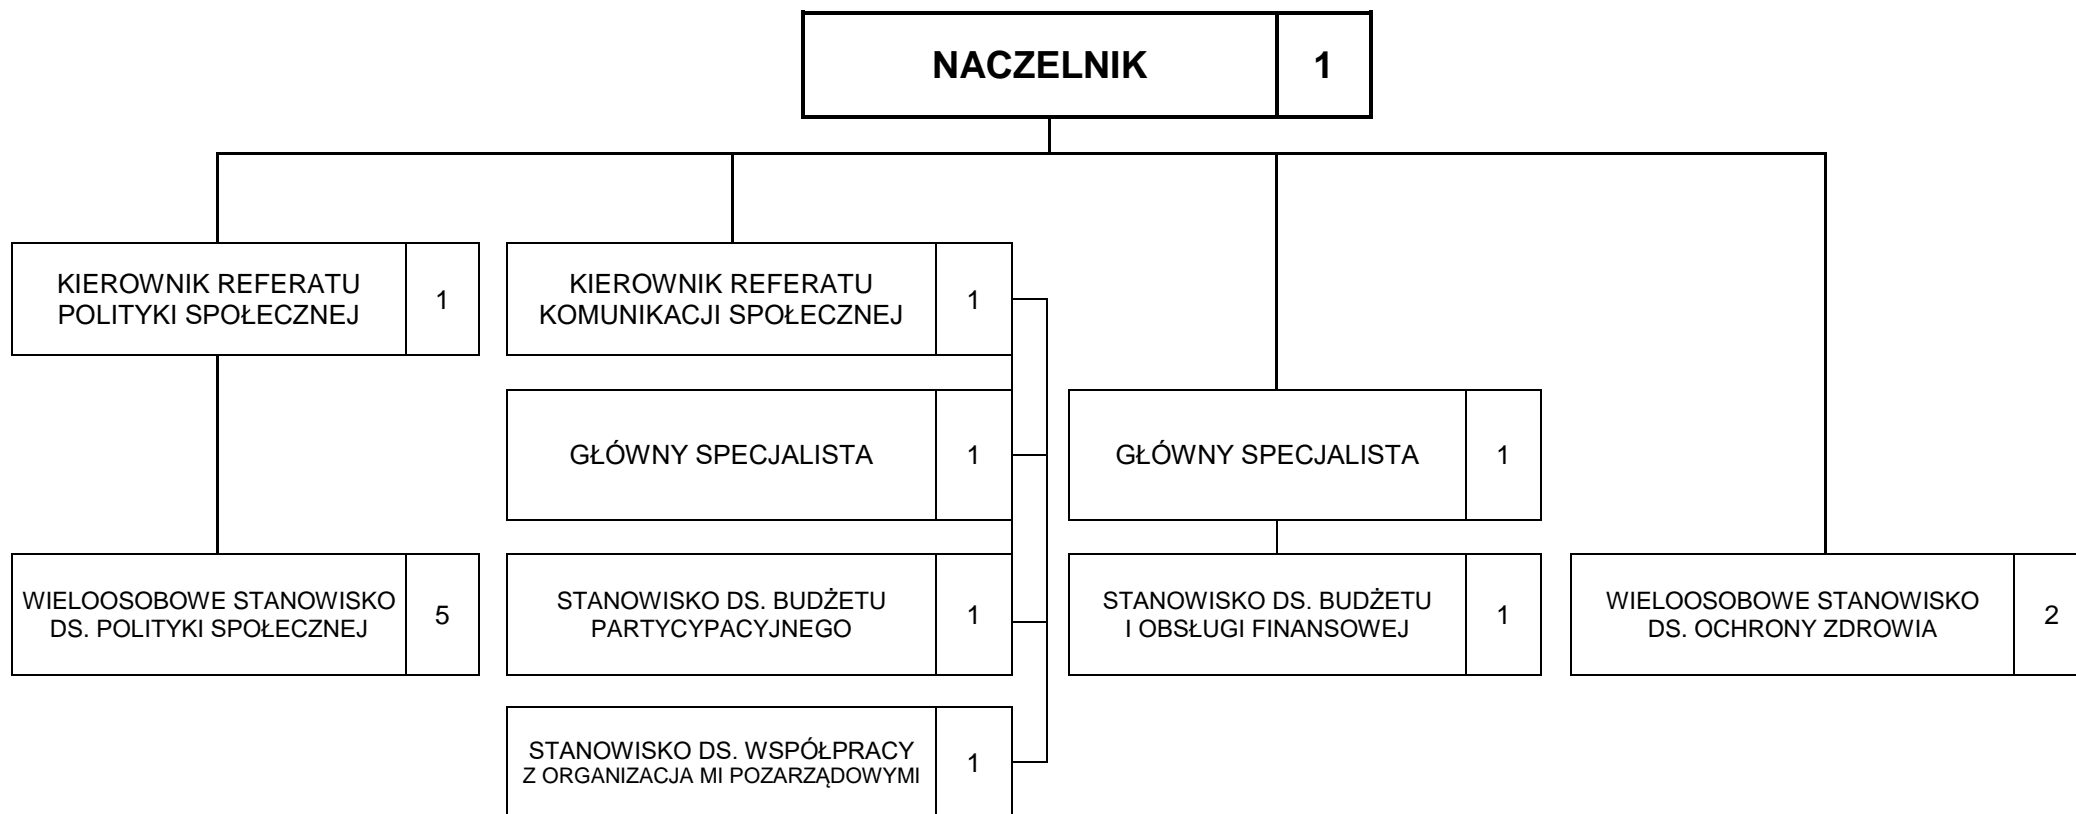 NACZELNIK 1
KIEROWNIK REFERATU
POLITYKI SPOŁECZNEJ
1
KIEROWNIK REFERATU
KOMUNIKACJI SPOŁECZNEJ
1
GŁÓWNY SPECJALISTA 1
GŁÓWNY SPECJALISTA 1
WIELOOSOBOWE STANOWISKO
DS. POLITYKI SPOŁECZNEJ
5
STANOWISKO DS. BUDŻETU
PARTYCYPACYJNEGO
1
STANOWISKO DS. BUDŻETU
I OBSŁUGI FINANSOWEJ
1
WIELOOSOBOWE STANOWISKO
DS. OCHRONY ZDROWIA
2
STANOWISKO DS. WSPÓŁPRACY
Z ORGANIZACJA MI POZARZĄDOWYMI
1